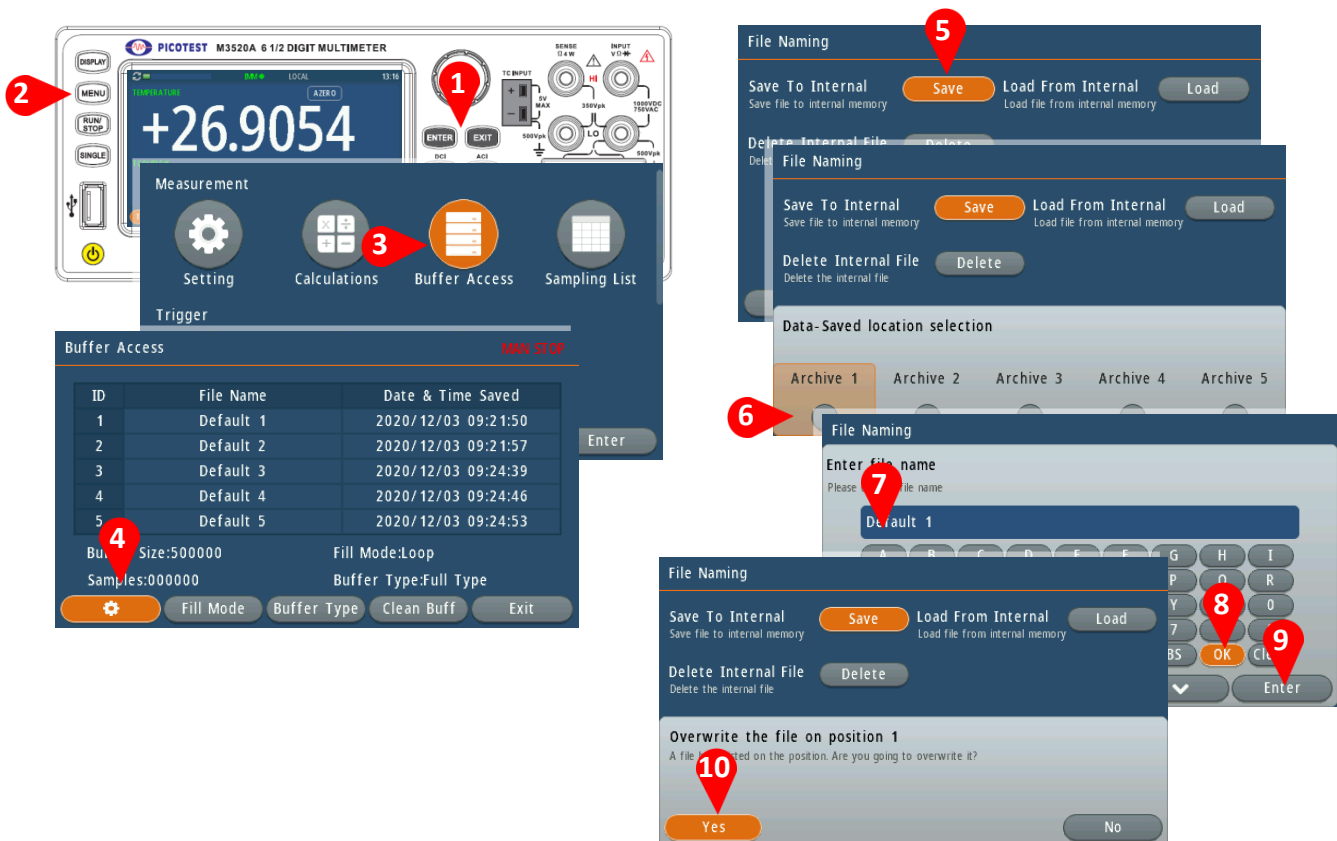 PICOTEST M3520A 6 1/2 DIGIT MULTIMETER
DISPLAY
MENU
RUN/
STOP
SINGLE
LOCAL
13:16
TEMPERATURE
AZERO
+26.9054
1
2
ENTER
EXIT
DCI
ACI
TC INPUT
5V
MAX
500Vpk
SENSE
Ω 4 W
INPUT
HI
350Vpk
1000VDC
750VAC
LO
500Vpk
Measurement
3
Setting
Calculations
Buffer Access
Sampling List
Trigger
Enter
Buffer Access
MAN STOP
ID File Name Date & Time Saved
1 Default 1 2020/12/03 09:21:50
2 Default 2 2020/12/03 09:21:57
3 Default 3 2020/12/03 09:24:39
4 Default 4 2020/12/03 09:24:46
5 Default 5 2020/12/03 09:24:53
4
Size:500000 Fill Mode:Loop
Samples:000000 Buffer Type:Full Type
Fill Mode Buffer Type Clean Buff Exit
5
File Naming
Save To Internal Save Load From Internal Load
Save file to internal memory Load file from internal memory
Delete Internal File Delete
File Naming
Save To Internal Save Load From Internal Load
Save file to internal memory Load file from internal memory
Delete Internal File Delete
Delete the internal file
Data-Saved location selection
Archive 1 Archive 2 Archive 3 Archive 4 Archive 5
6
File Naming
Enter file name
Please file name
7
Default 1
A B C D E F G H I
P Q R
Y 0
7
8
BS OK
9
Enter
File Naming
Save To Internal Save Load From Internal Load
Save file to internal memory Load file from internal memory
Delete Internal File Delete
Delete the internal file
Overwrite the file on position 1
A file on the position. Are you going to overwrite it?
10
Yes No